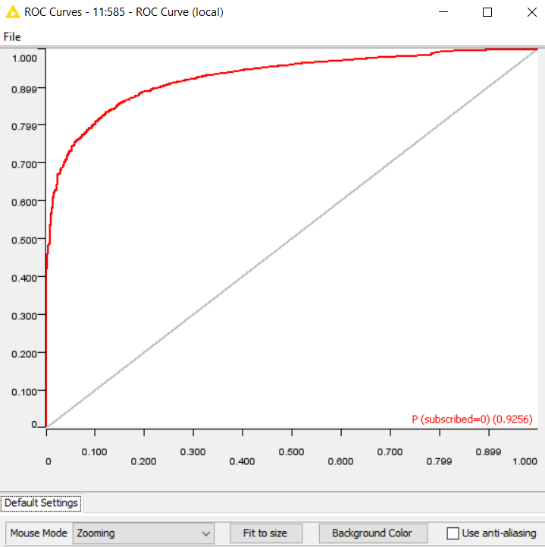 ROC Curves - 11:585 - ROC Curve (local)
File
1.000
0.899
0.799
0.700
0.600
0.500
0.400
0.300
0.200
0.100
0
P (subscribed=0) (0.9256)
0.100 0.300 0.500 0.700 0.899
0 0.200 0.400 0.600 0.799 1.000
Default Settings
Mouse Mode Zooming Fit to size Background Color Use anti-aliasing